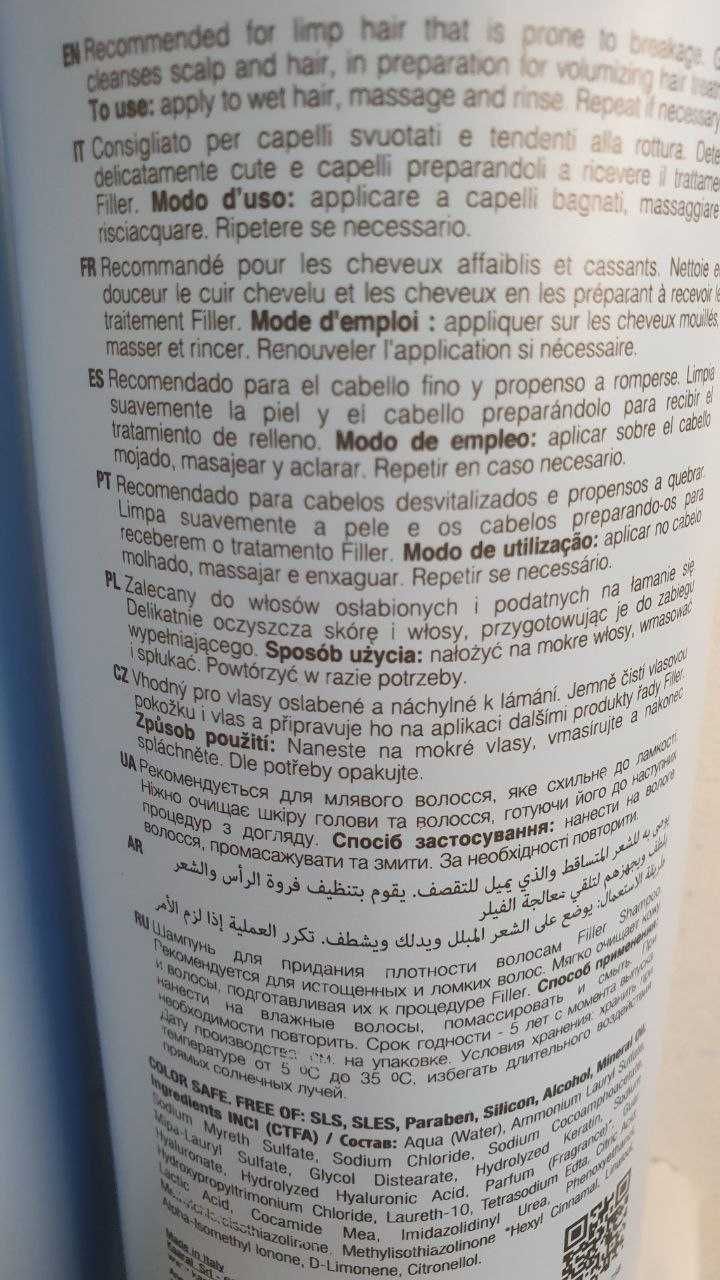 EN Recommended for limp hair that is prone to breakage.
cleanses scalp and hair, in preparation for volumizing hair
To use: apply to wet hair, massage and rinse. Repeat if necessary
IT Consigliato per capelli svuotati e tendenti alla rottura.
delicatamente cute e capelli preparandoli a ricevere il
Filler. Modo d'uso: applicare a capelli bagnati, massaggiare
risciacquare. Ripetere se necessario.
FR Recommandé pour les cheveux affaiblis et cassants. Nettoie
douceur le cuir chevelu et les cheveux en les préparant à recevoir
traitement Filler. Mode d'emploi : appliquer sur les cheveux mouillés,
masser et rincer. Renouveler l'application si nécessaire.
ES Recomendado para el cabello fino y propenso a romperse. Limpia
suavemente la piel y el cabello preparándolo para recibir el
tratamiento de relleno. Modo de empleo: aplicar sobre el cabello
mojado, masajear y aclarar. Repetir en caso necesario.
PT Recomendado para cabelos desvitalizados e propensos a quebrar.
Limpa suavemente a pele e os cabelos preparando-os para
receberem o tratamento Filler. Modo de utilização: aplicar no cabelo
molhado, massajar e enxaguar. Repetir se necessário.
PL Zalecany do włosów osłabionych i podatnych na łamanie się.
Delikatnie oczyszcza skórę i włosy, przygotowując je do zabiegu
wypełniającego. Sposób użycia: nałożyć na mokre włosy, wmasować
i spłukać. Powtórzyć w razie potrzeby.
CZ Vhodný pro vlasy oslabené a náchylné k lámání. Jemně čistí vlasovou
pokožku i vlas a připravuje ho na aplikaci dalšími produkty řady Filler.
Způsob použití: Naneste na mokré vlasy, vmasírujte a nakonec
spláchněte. Dle potřeby opakujte.
UA Рекомендується для млявого волосся, яке схильне до ламкості.
Ніжно очищає шкіру голови та волосся, готуючи його до наступних
процедур з догляду. Спосіб застосування: нанести на вологе
волосся, промасажувати та змити. За необхідності повторити.
AR يوصى به للشعر المتساقط والذي يميل للتقصف. يقوم بتنظيف فروة الرأس والشعر
بلطف ويجهزهم لتلقي معالجة الفيلر
طريقة الاستعمال: يوضع على الشعر المبلل ويدلك ويشطف. تكرر العملية إذا لزم الأمر
RU Шампунь для придания плотности волосам Filler Shampoo.
Рекомендуется для истощенных и ломких волос. Мягко очищает кожу
и волосы, подготавливая их к процедуре Filler. Способ применения:
нанести на влажные волосы, помассировать и смыть. При
необходимости повторить. Срок годности - 5 лет с момента выпуска.
Дату производства см. на упаковке. Условия хранения: хранить при
температуре от 5 ºC до 35 ºC, избегать длительного воздействия
прямых солнечных лучей.
COLOR SAFE. FREE OF: SLS, SLES, Paraben, Silicon, Alcohol, Mineral Oil.
Ingredients INCI (CTFA) / Состав: Aqua (Water), Ammonium Lauryl Sulfate,
Sodium Myreth Sulfate, Sodium Chloride, Sodium Cocoamphoacetate,
Mipa-Lauryl Sulfate, Glycol Distearate, Hydrolyzed Keratin, Sodium
Hyaluronate, Hydrolyzed Hyaluronic Acid, Parfum (Fragrance)*, Guar
Hydroxypropyltrimonium Chloride, Laureth-10, Tetrasodium Edta, Citric Acid,
Lactic Acid, Cocamide Mea, Imidazolidinyl Urea, Phenoxyethanol,
Methylisothiazolinone *Hexyl Cinnamal, Linalool,
Alpha-Isomethyl Ionone, D-Limonene, Citronellol.
Made in Italy
Kaaral Srl